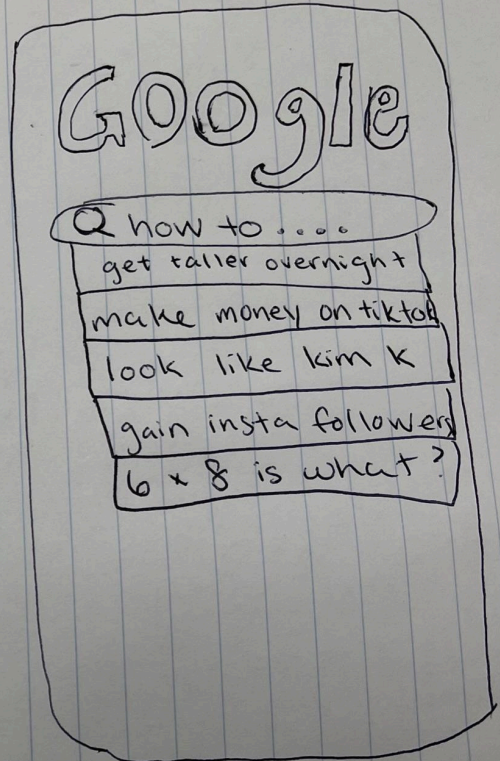 Google
how to....
get taller overnight
make money on tiktok
look like kim k
gain insta followers
6 x 8 is what?